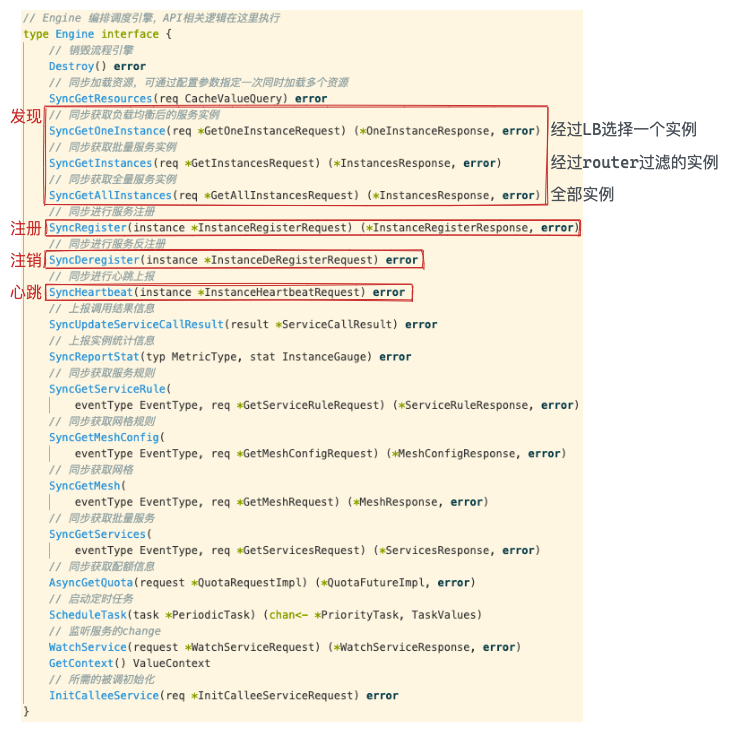 // Engine 编排调度引擎，API相关逻辑在这里执行
type Engine interface {
// 销毁流程引擎
Destroy() error
// 同步加载资源，可通过配置参数指定一次同时加载多个资源
SyncGetResources(req CacheValueQuery) error
发现
// 同步获取负载均衡后的服务实例
SyncGetOneInstance(req *GetOneInstanceRequest) (*OneInstanceResponse, error) 经过LB选择一个实例
// 同步获取批量服务实例
SyncGetInstances(req *GetInstancesRequest) (*InstancesResponse, error) 经过router过滤的实例
// 同步获取全量服务实例
SyncGetAllInstances(req *GetAllInstancesRequest) (*InstancesResponse, error) 全部实例
// 同步进行服务注册
注册 SyncRegister(instance *InstanceRegisterRequest) (*InstanceRegisterResponse, error)
// 同步进行服务反注册
注销 SyncDeregister(instance *InstanceDeRegisterRequest) error
// 同步进行心跳上报
心跳 SyncHeartbeat(instance *InstanceHeartbeatRequest) error
// 上报调用结果信息
SyncUpdateServiceCallResult(result *ServiceCallResult) error
// 上报实例统计信息
SyncReportStat(typ MetricType, stat InstanceGauge) error
// 同步获取服务规则
SyncGetServiceRule(
eventType EventType, req *GetServiceRuleRequest) (*ServiceRuleResponse, error)
// 同步获取网格规则
SyncGetMeshConfig(
eventType EventType, req *GetMeshConfigRequest) (*MeshConfigResponse, error)
// 同步获取网格
SyncGetMesh(
eventType EventType, req *GetMeshRequest) (*MeshResponse, error)
// 同步获取批量服务
SyncGetServices(
eventType EventType, req *GetServicesRequest) (*ServicesResponse, error)
// 同步获取配额信息
AsyncGetQuota(request *QuotaRequestImpl) (*QuotaFutureImpl, error)
// 启动定时任务
ScheduleTask(task *PeriodicTask) (chan<- *PriorityTask, TaskValues)
// 监听服务的change
WatchService(request *WatchServiceRequest) (*WatchServiceResponse, error)
GetContext() ValueContext
// 所需的被调初始化
InitCalleeService(req *InitCalleeServiceRequest) error
}